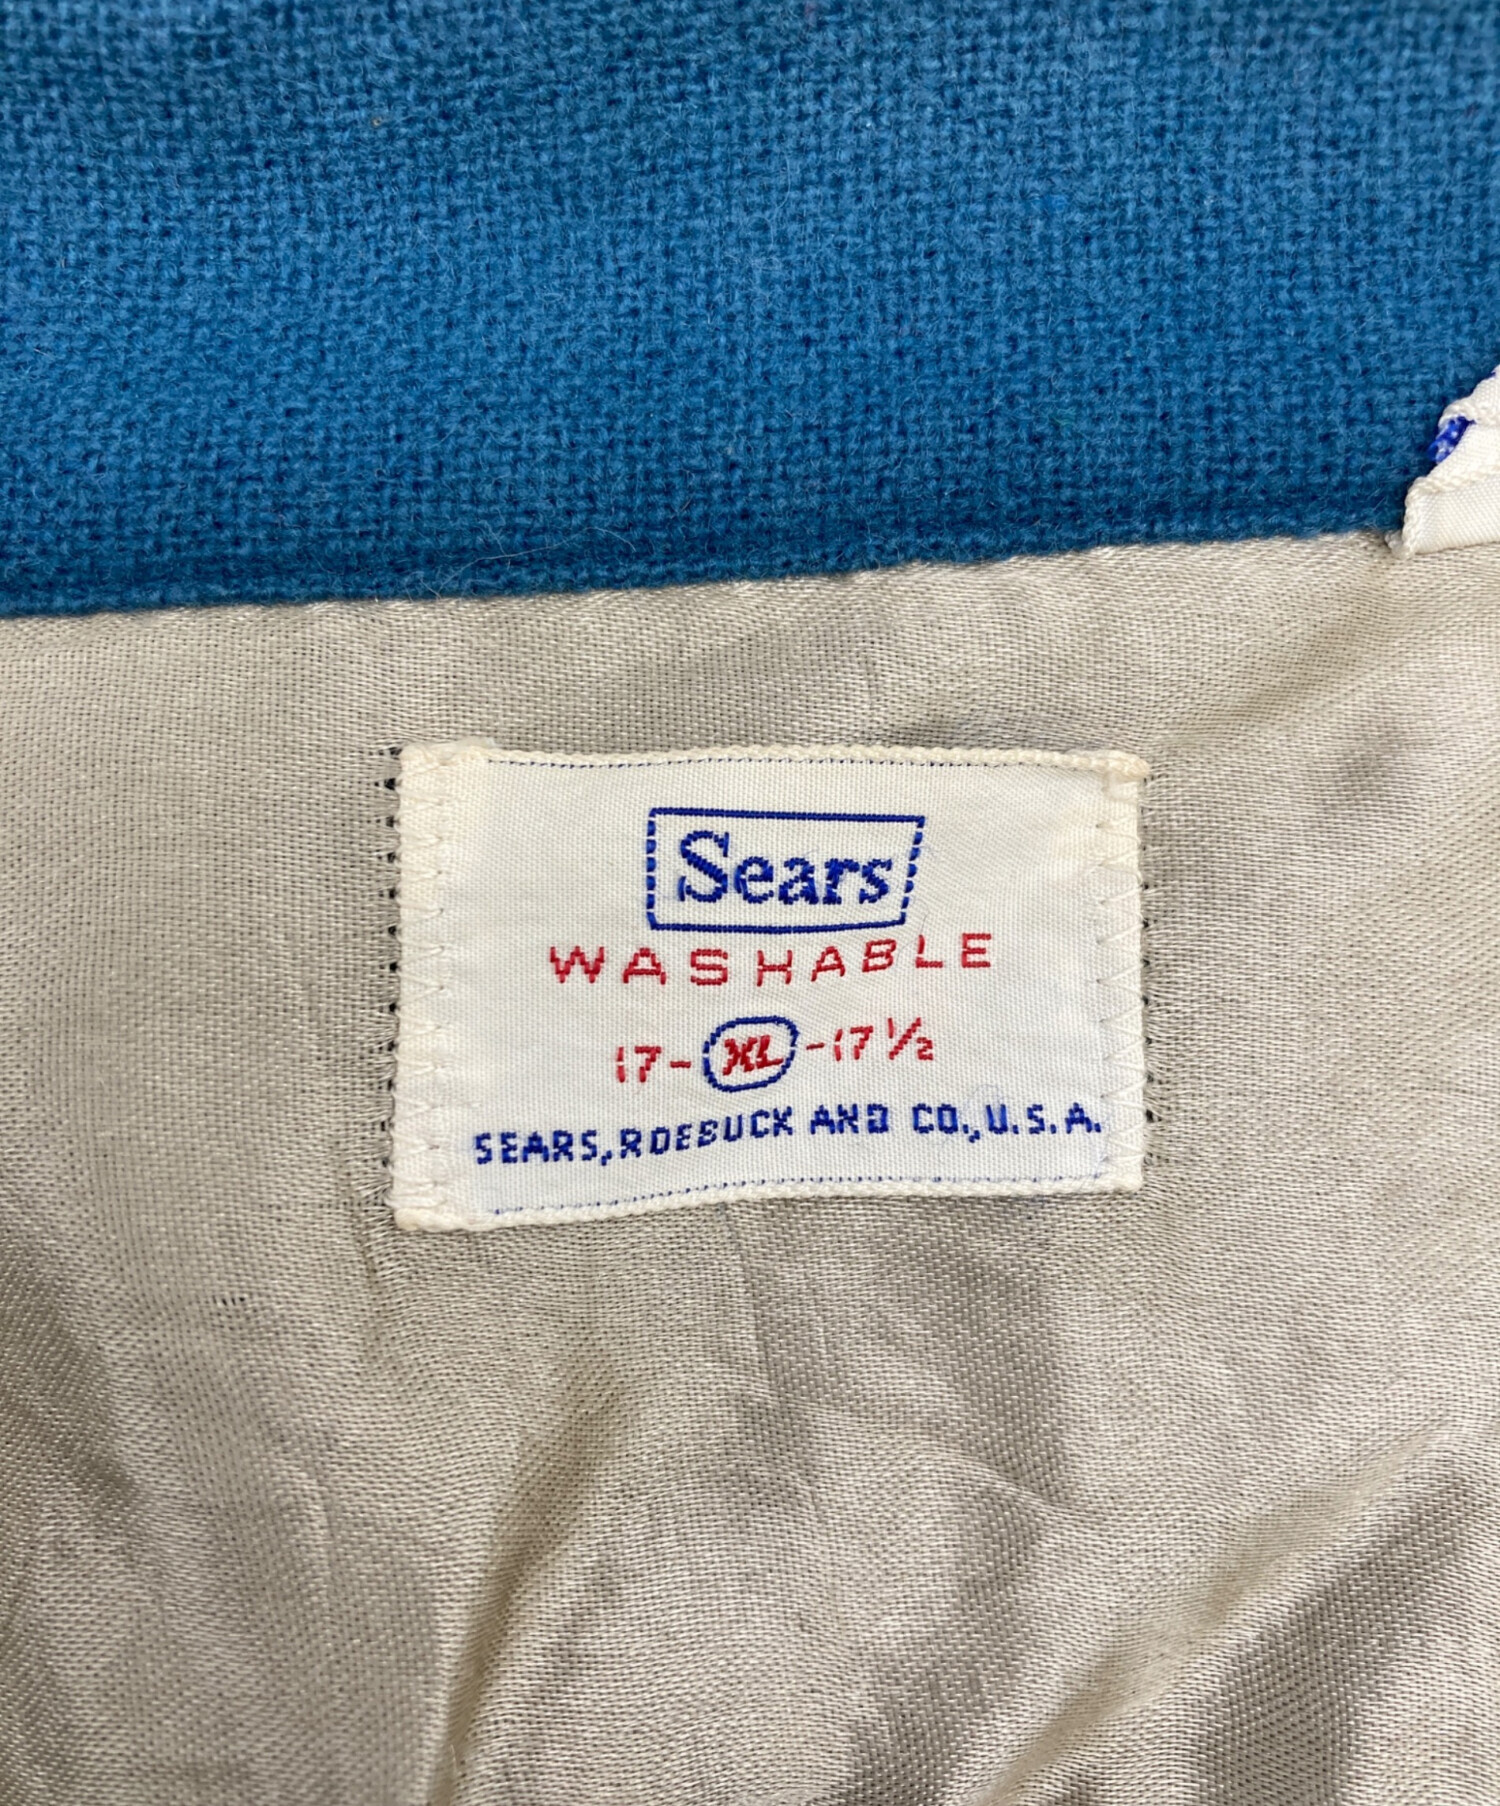 Sears
WASHABLE
17-XL-17½
SEARS, ROEBUCK AND CO., U.S.A.